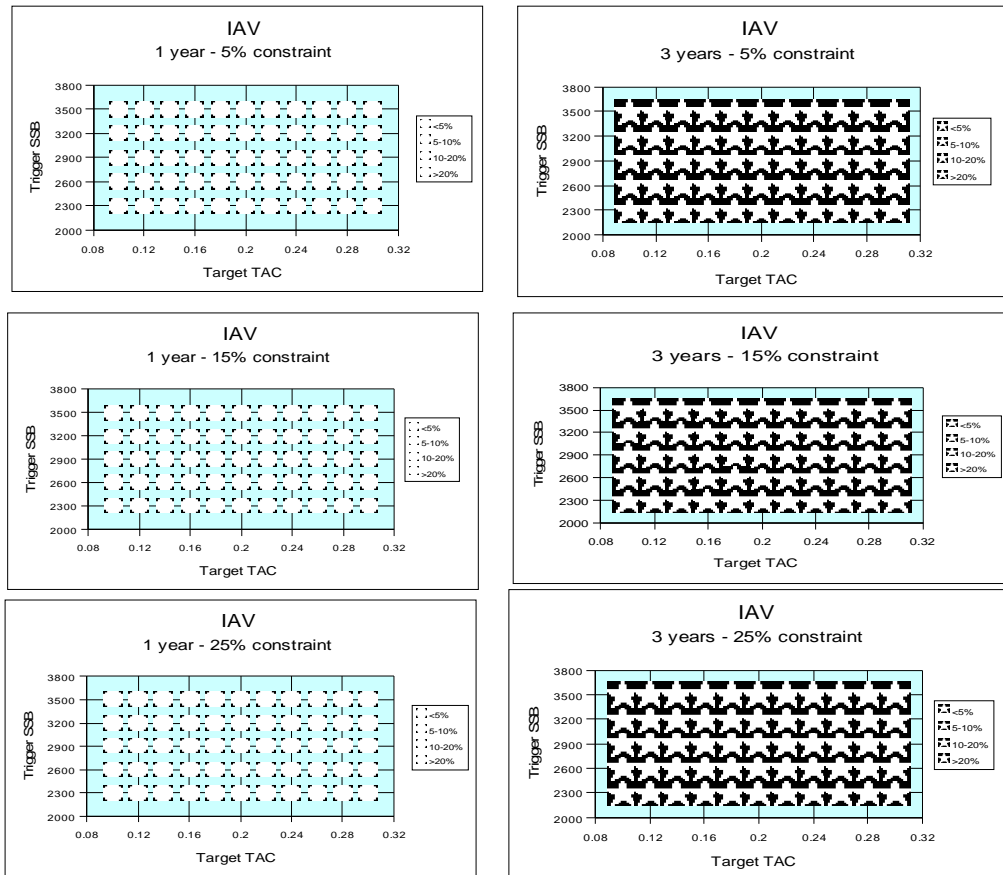 IAV
1 year - 5% constraint
3800
3500
3200
2900
2600
2300
2000
Trigger SSB
0.08 0.12 0.16 0.2 0.24 0.28 0.32
Target TAC
<5%
5-10%
10-20%
>20%
IAV
3 years - 5% constraint
3800
3500
3200
2900
2600
2300
2000
Trigger SSB
0.08 0.12 0.16 0.2 0.24 0.28 0.32
Target TAC
<5%
5-10%
10-20%
>20%
IAV
1 year - 15% constraint
3800
3500
3200
2900
2600
2300
2000
Trigger SSB
0.08 0.12 0.16 0.2 0.24 0.28 0.32
Target TAC
<5%
5-10%
10-20%
>20%
IAV
3 years - 15% constraint
3800
3500
3200
2900
2600
2300
2000
Trigger SSB
0.08 0.12 0.16 0.2 0.24 0.28 0.32
Target TAC
<5%
5-10%
10-20%
>20%
IAV
1 year - 25% constraint
3800
3500
3200
2900
2600
2300
2000
Trigger SSB
0.08 0.12 0.16 0.2 0.24 0.28 0.32
Target TAC
<5%
5-10%
10-20%
>20%
IAV
3 years - 25% constraint
3800
3500
3200
2900
2600
2300
2000
Trigger SSB
0.08 0.12 0.16 0.2 0.24 0.28 0.32
Target TAC
<5%
5-10%
10-20%
>20%